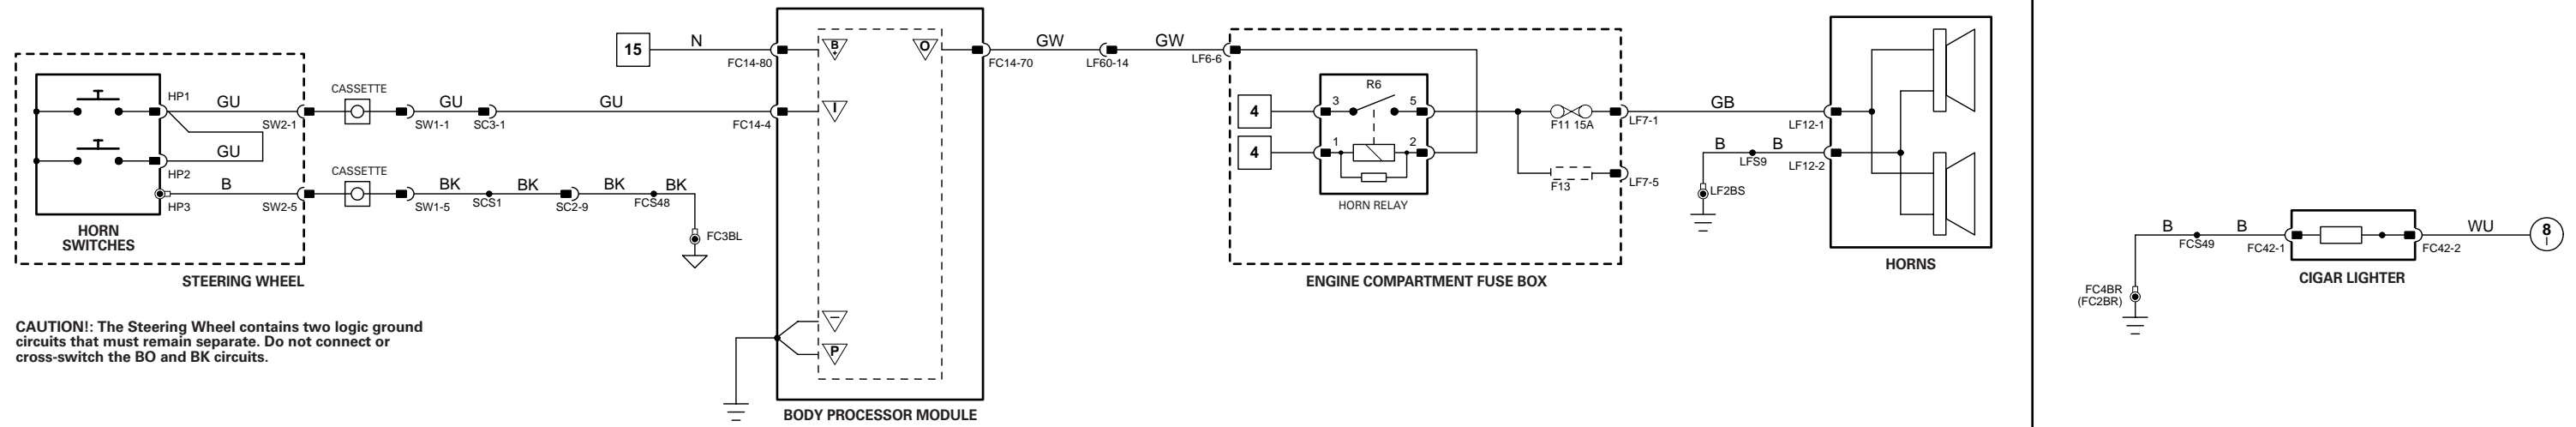 HP1
GU
SW2-1
CASSETTE
GU
SW1-1
SC3-1
GU
FC14-4
I
GU
HP2
B
HP3
SW2-5
CASSETTE
BK
SW1-5
BK
SCS1
BK
SC2-9
BK
FCS48
FC3BL
HORN
SWITCHES
STEERING WHEEL
CAUTION!: The Steering Wheel contains two logic ground
circuits that must remain separate. Do not connect or
cross-switch the BO and BK circuits.
15
N
FC14-80
B
+
O
–
P
BODY PROCESSOR MODULE
FC14-70
GW
LF60-14
GW
LF6-6
4
4
R6
3
5
1
2
HORN RELAY
F11 15A
F13
LF7-1
LF7-5
ENGINE COMPARTMENT FUSE BOX
GB
LF12-1
B
B
LFS9
LF12-2
LF2BS
HORNS
B
B
FCS49
FC42-1
FC42-2
WU
8
I
CIGAR LIGHTER
FC4BR
(FC2BR)